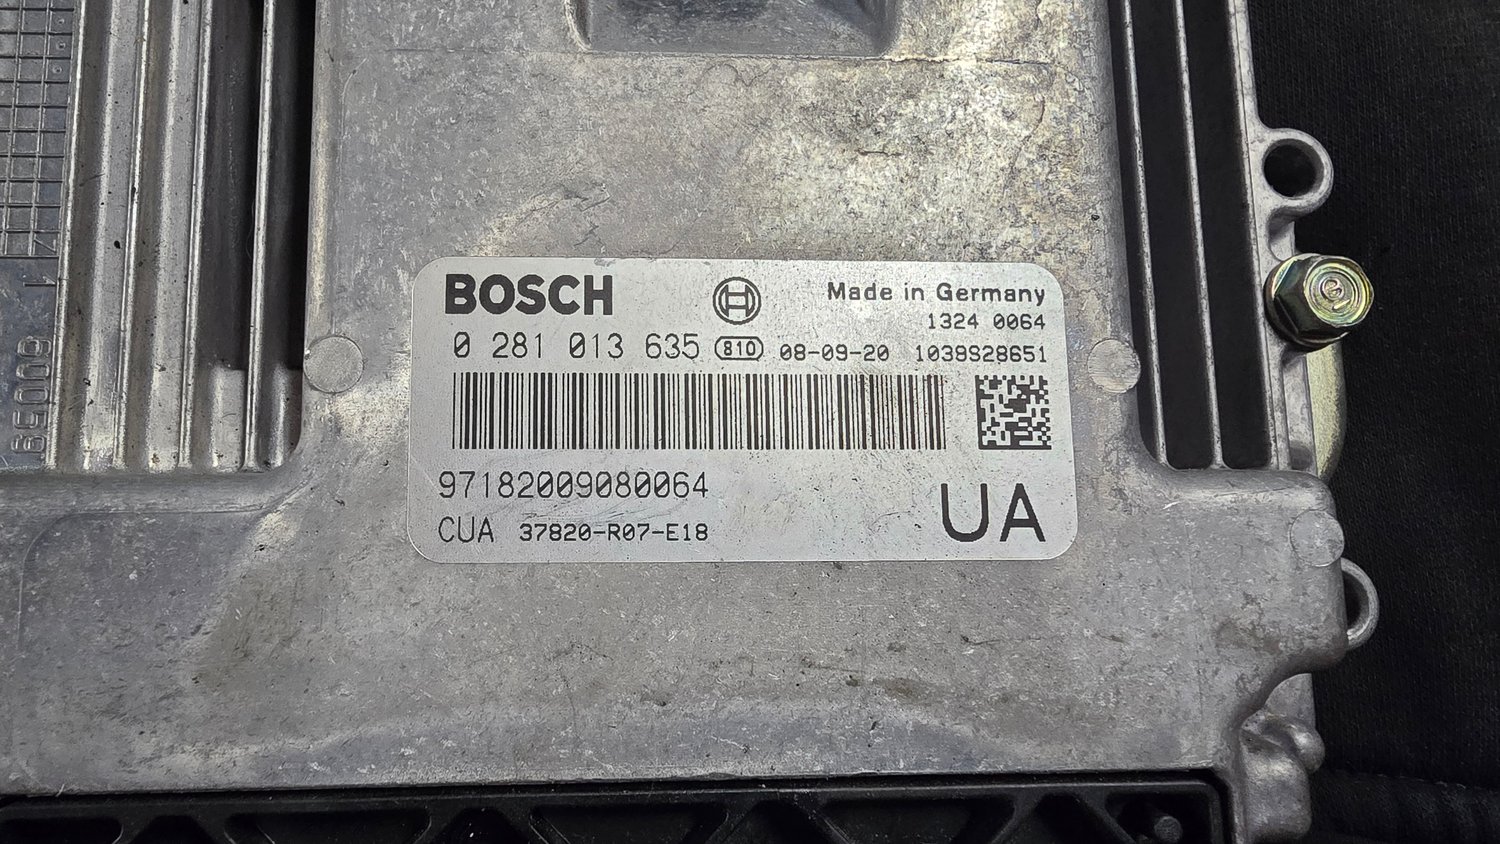 BOSCH
Made in Germany
1324 0064
0 281 013 635 810 08-09-20 1039S28651
97182009080064
CUA 37820-R07-E18
UA